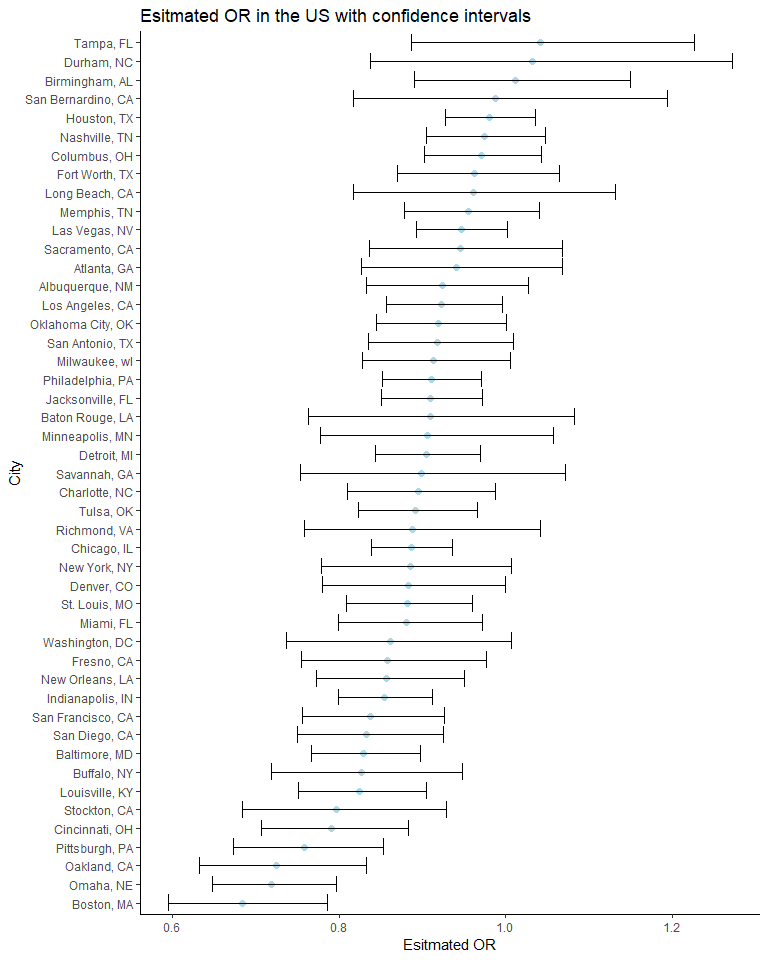 Esitmated OR in the US with confidence intervals
Tampa, FL
Durham, NC
Birmingham, AL
San Bernardino, CA
Houston, TX
Nashville, TN
Columbus, OH
Fort Worth, TX
Long Beach, CA
Memphis, TN
Las Vegas, NV
Sacramento, CA
Atlanta, GA
Albuquerque, NM
Los Angeles, CA
Oklahoma City, OK
San Antonio, TX
Milwaukee, wI
Philadelphia, PA
Jacksonville, FL
Baton Rouge, LA
Minneapolis, MN
Detroit, MI
Savannah, GA
Charlotte, NC
Tulsa, OK
Richmond, VA
Chicago, IL
New York, NY
Denver, CO
St. Louis, MO
Miami, FL
Washington, DC
Fresno, CA
New Orleans, LA
Indianapolis, IN
San Francisco, CA
San Diego, CA
Baltimore, MD
Buffalo, NY
Louisville, KY
Stockton, CA
Cincinnati, OH
Pittsburgh, PA
Oakland, CA
Omaha, NE
Boston, MA
City
0.6
0.8
1.0
1.2
Esitmated OR